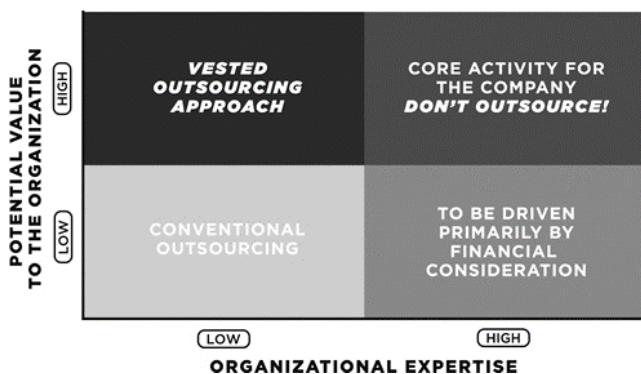 POTENTIAL VALUE
TO THE ORGANIZATION
HIGH
LOW
VESTED
OUTSOURCING
APPROACH
CORE ACTIVITY FOR
THE COMPANY
DON'T OUTSOURCE!
CONVENTIONAL
OUTSOURCING
TO BE DRIVEN
PRIMARILY BY
FINANCIAL
CONSIDERATION
LOW
HIGH
ORGANIZATIONAL EXPERTISE